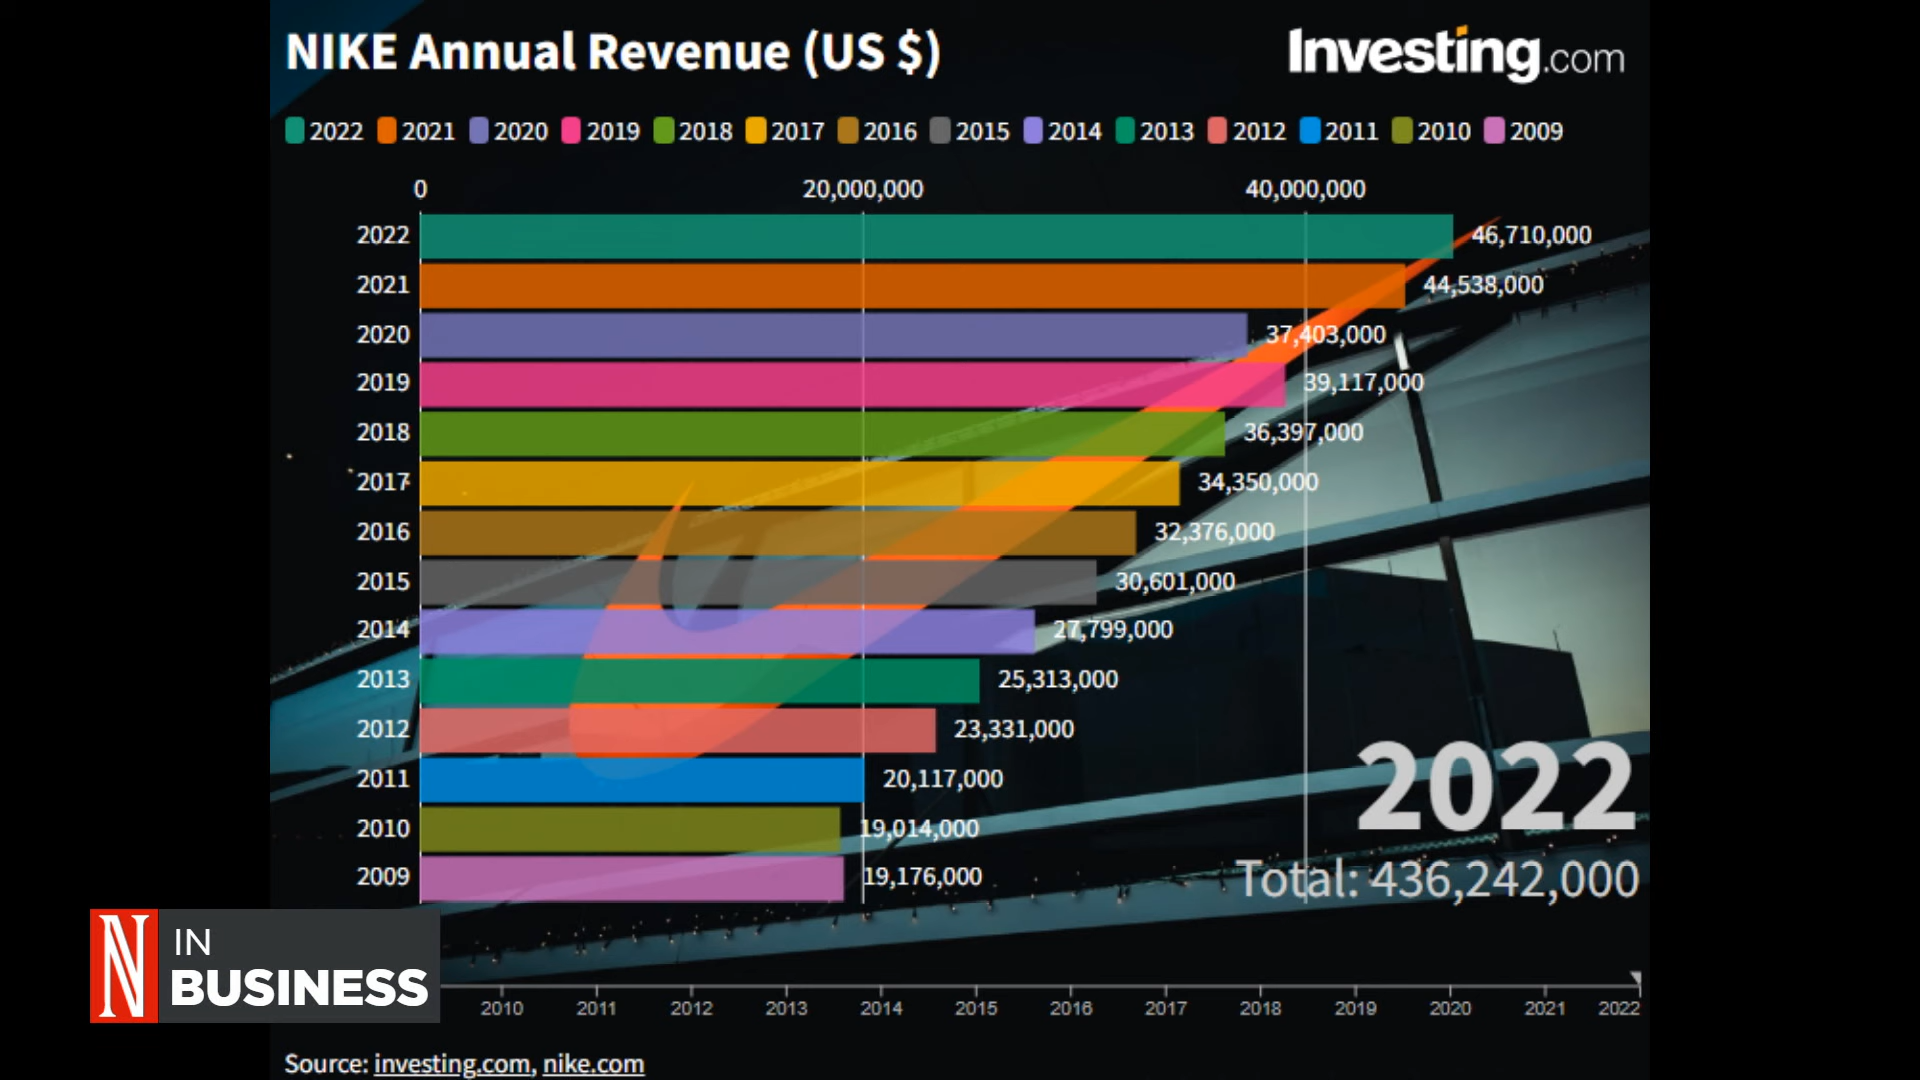 NIKE Annual Revenue (US $)
Investing.com
2022 2021 2020 2019 2018 2017 2016 2015 2014 2013 2012 2011 2010 2009
0 20,000,000 40,000,000
2022 46,710,000
2021 44,538,000
2020 37,403,000
2019 39,117,000
2018 36,397,000
2017 34,350,000
2016 32,376,000
2015 30,601,000
2014 27,799,000
2013 25,313,000
2012 23,331,000
2011 20,117,000
2010 19,014,000
2009 19,176,000
2022
Total: 436,242,000
N IN
BUSINESS
2010 2011 2012 2013 2014 2015 2016 2017 2018 2019 2020 2021 2022
Source: investing.com, nike.com